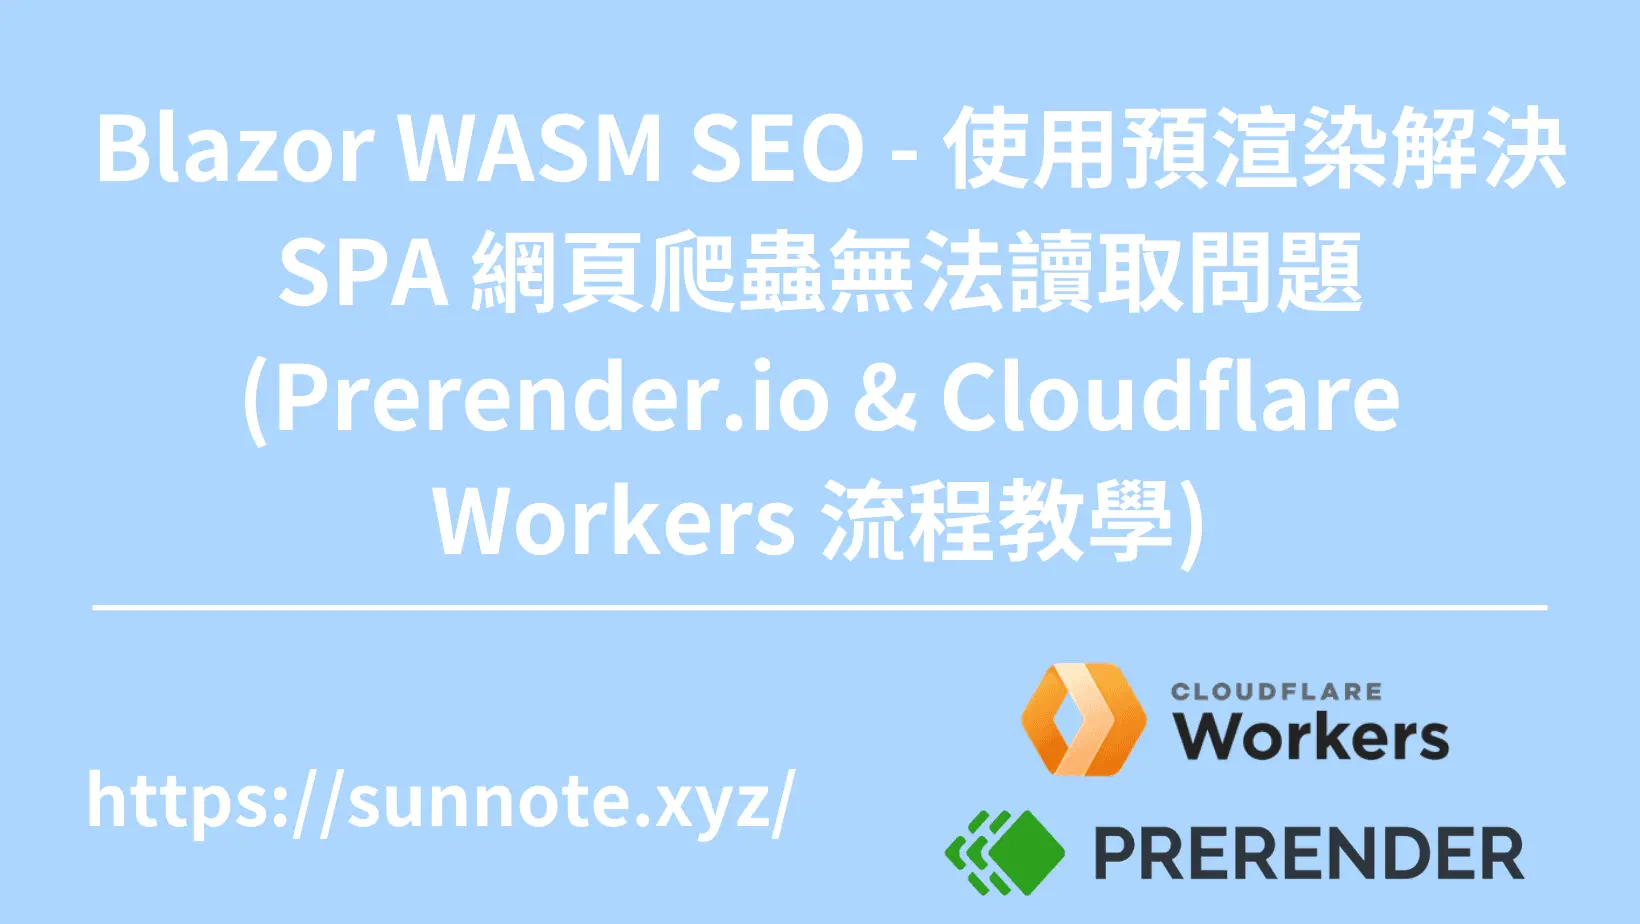 Blazor WASM SEO - 使用預渲染解決
SPA 網頁爬蟲無法讀取問題
(Prerender.io & Cloudflare
Workers 流程教學)
CLOUDFLARE
Workers
https://sunnote.xyz/
PRERENDER